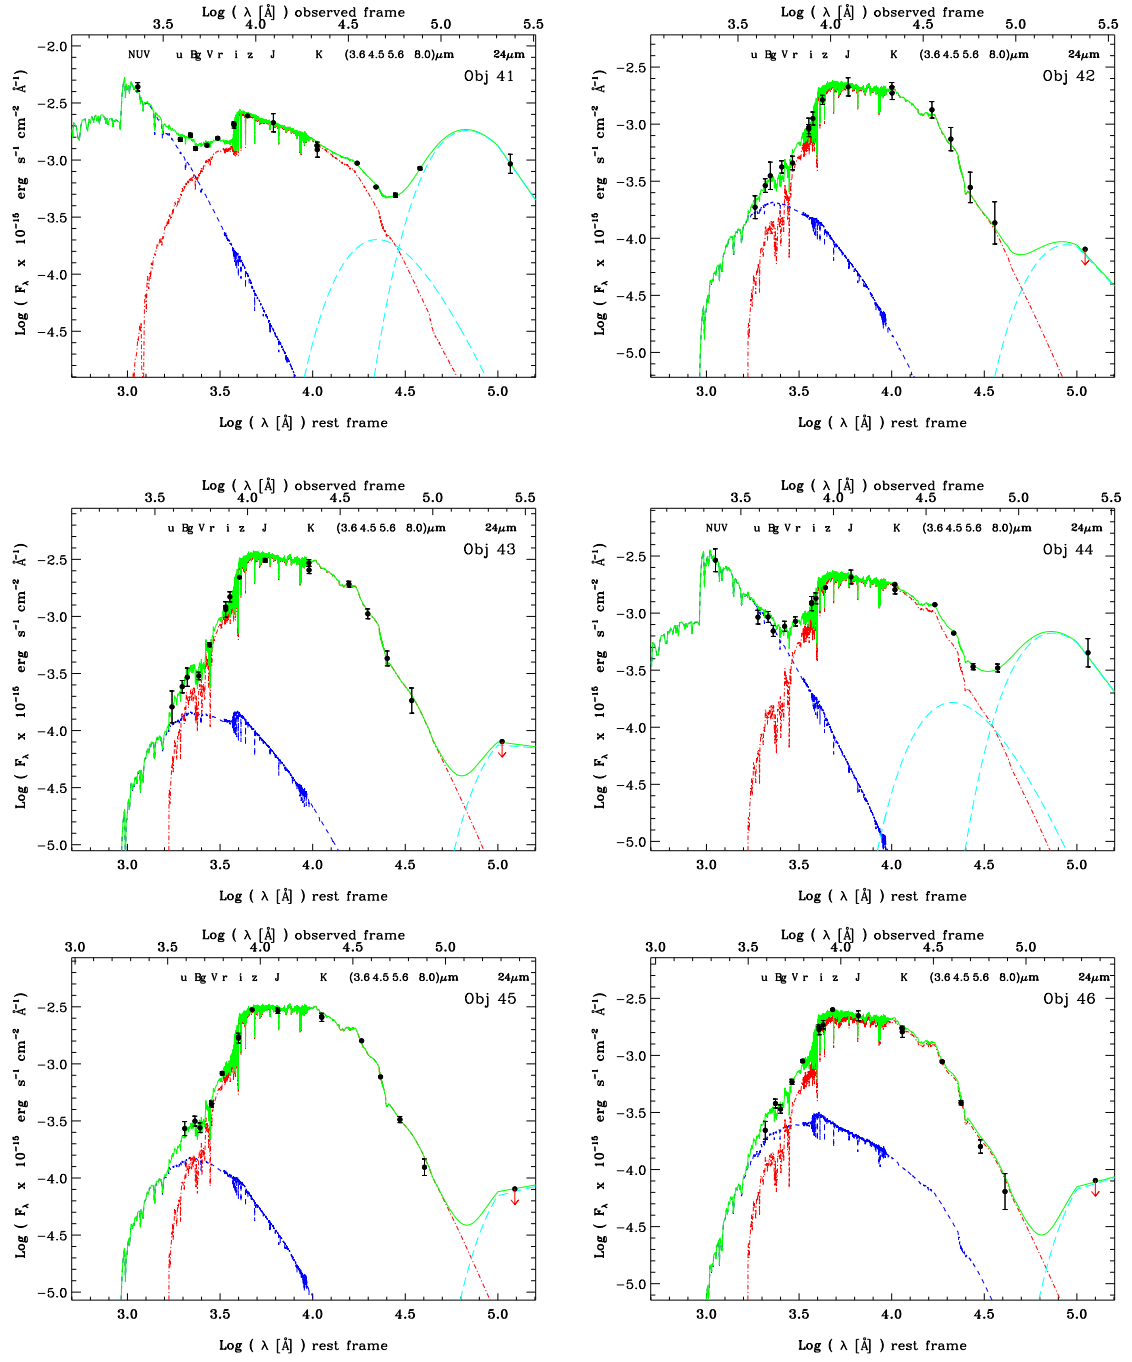 Log ( λ [Å] ) observed frame
Log ( λ [Å] ) observed frame
3.5 4.0 4.5 5.0 5.5
3.5 4.0 4.5 5.0 5.5
NUV u Bg V r i z J K (3.6 4.5 5.6 8.0)μm 24μm
Obj 41
u Bg V r i z J K (3.6 4.5 5.6 8.0)μm 24μm
Obj 42
−2.0
−2.5
−3.0
−3.5
−4.0
−4.5
−2.5
−3.0
−3.5
−4.0
−4.5
−5.0
Log ( Fλ x 10⁻¹⁵ erg s⁻¹ cm⁻² Å⁻¹)
Log ( Fλ x 10⁻¹⁵ erg s⁻¹ cm⁻² Å⁻¹)
3.0 3.5 4.0 4.5 5.0
3.0 3.5 4.0 4.5 5.0
Log ( λ [Å] ) rest frame
Log ( λ [Å] ) rest frame
Log ( λ [Å] ) observed frame
Log ( λ [Å] ) observed frame
3.5 4.0 4.5 5.0 5.5
3.5 4.0 4.5 5.0 5.5
u Bg V r i z J K (3.6 4.5 5.6 8.0)μm 24μm
Obj 43
NUV u Bg V r i z J K (3.6 4.5 5.6 8.0)μm 24μm
Obj 44
−2.5
−3.0
−3.5
−4.0
−4.5
−5.0
−2.5
−3.0
−3.5
−4.0
−4.5
−5.0
Log ( Fλ x 10⁻¹⁵ erg s⁻¹ cm⁻² Å⁻¹)
Log ( Fλ x 10⁻¹⁵ erg s⁻¹ cm⁻² Å⁻¹)
3.0 3.5 4.0 4.5 5.0
3.0 3.5 4.0 4.5 5.0
Log ( λ [Å] ) rest frame
Log ( λ [Å] ) rest frame
Log ( λ [Å] ) observed frame
Log ( λ [Å] ) observed frame
3.0 3.5 4.0 4.5 5.0
3.0 3.5 4.0 4.5 5.0
u Bg V r i z J K (3.6 4.5 5.6 8.0)μm 24μm
Obj 45
u Bg V r i z J K (3.6 4.5 5.6 8.0)μm 24μm
Obj 46
−2.5
−3.0
−3.5
−4.0
−4.5
−5.0
−2.5
−3.0
−3.5
−4.0
−4.5
−5.0
Log ( Fλ x 10⁻¹⁵ erg s⁻¹ cm⁻² Å⁻¹)
Log ( Fλ x 10⁻¹⁵ erg s⁻¹ cm⁻² Å⁻¹)
3.0 3.5 4.0 4.5 5.0
3.0 3.5 4.0 4.5 5.0
Log ( λ [Å] ) rest frame
Log ( λ [Å] ) rest frame